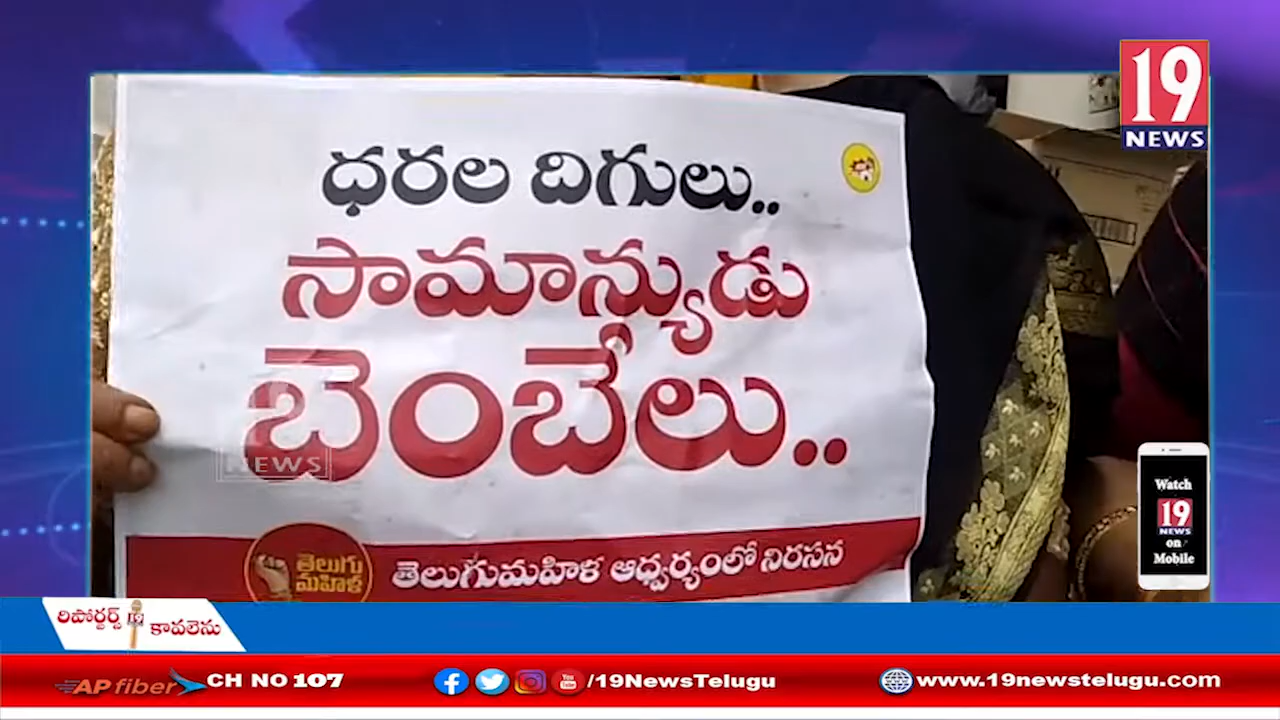 19
NEWS
ధరల దిగులు..
సామాన్యుడు
బెంబేలు..
NEWS
తెలుగు
మహిళ
తెలుగుమహిళ ఆధ్వర్యంలో నిరసన
Watch
19
NEWS
on
Mobile
రిపోర్టర్స్ 19 కావలెను
AP fiber CH NO 107
/19NewsTelugu
www.19newstelugu.com